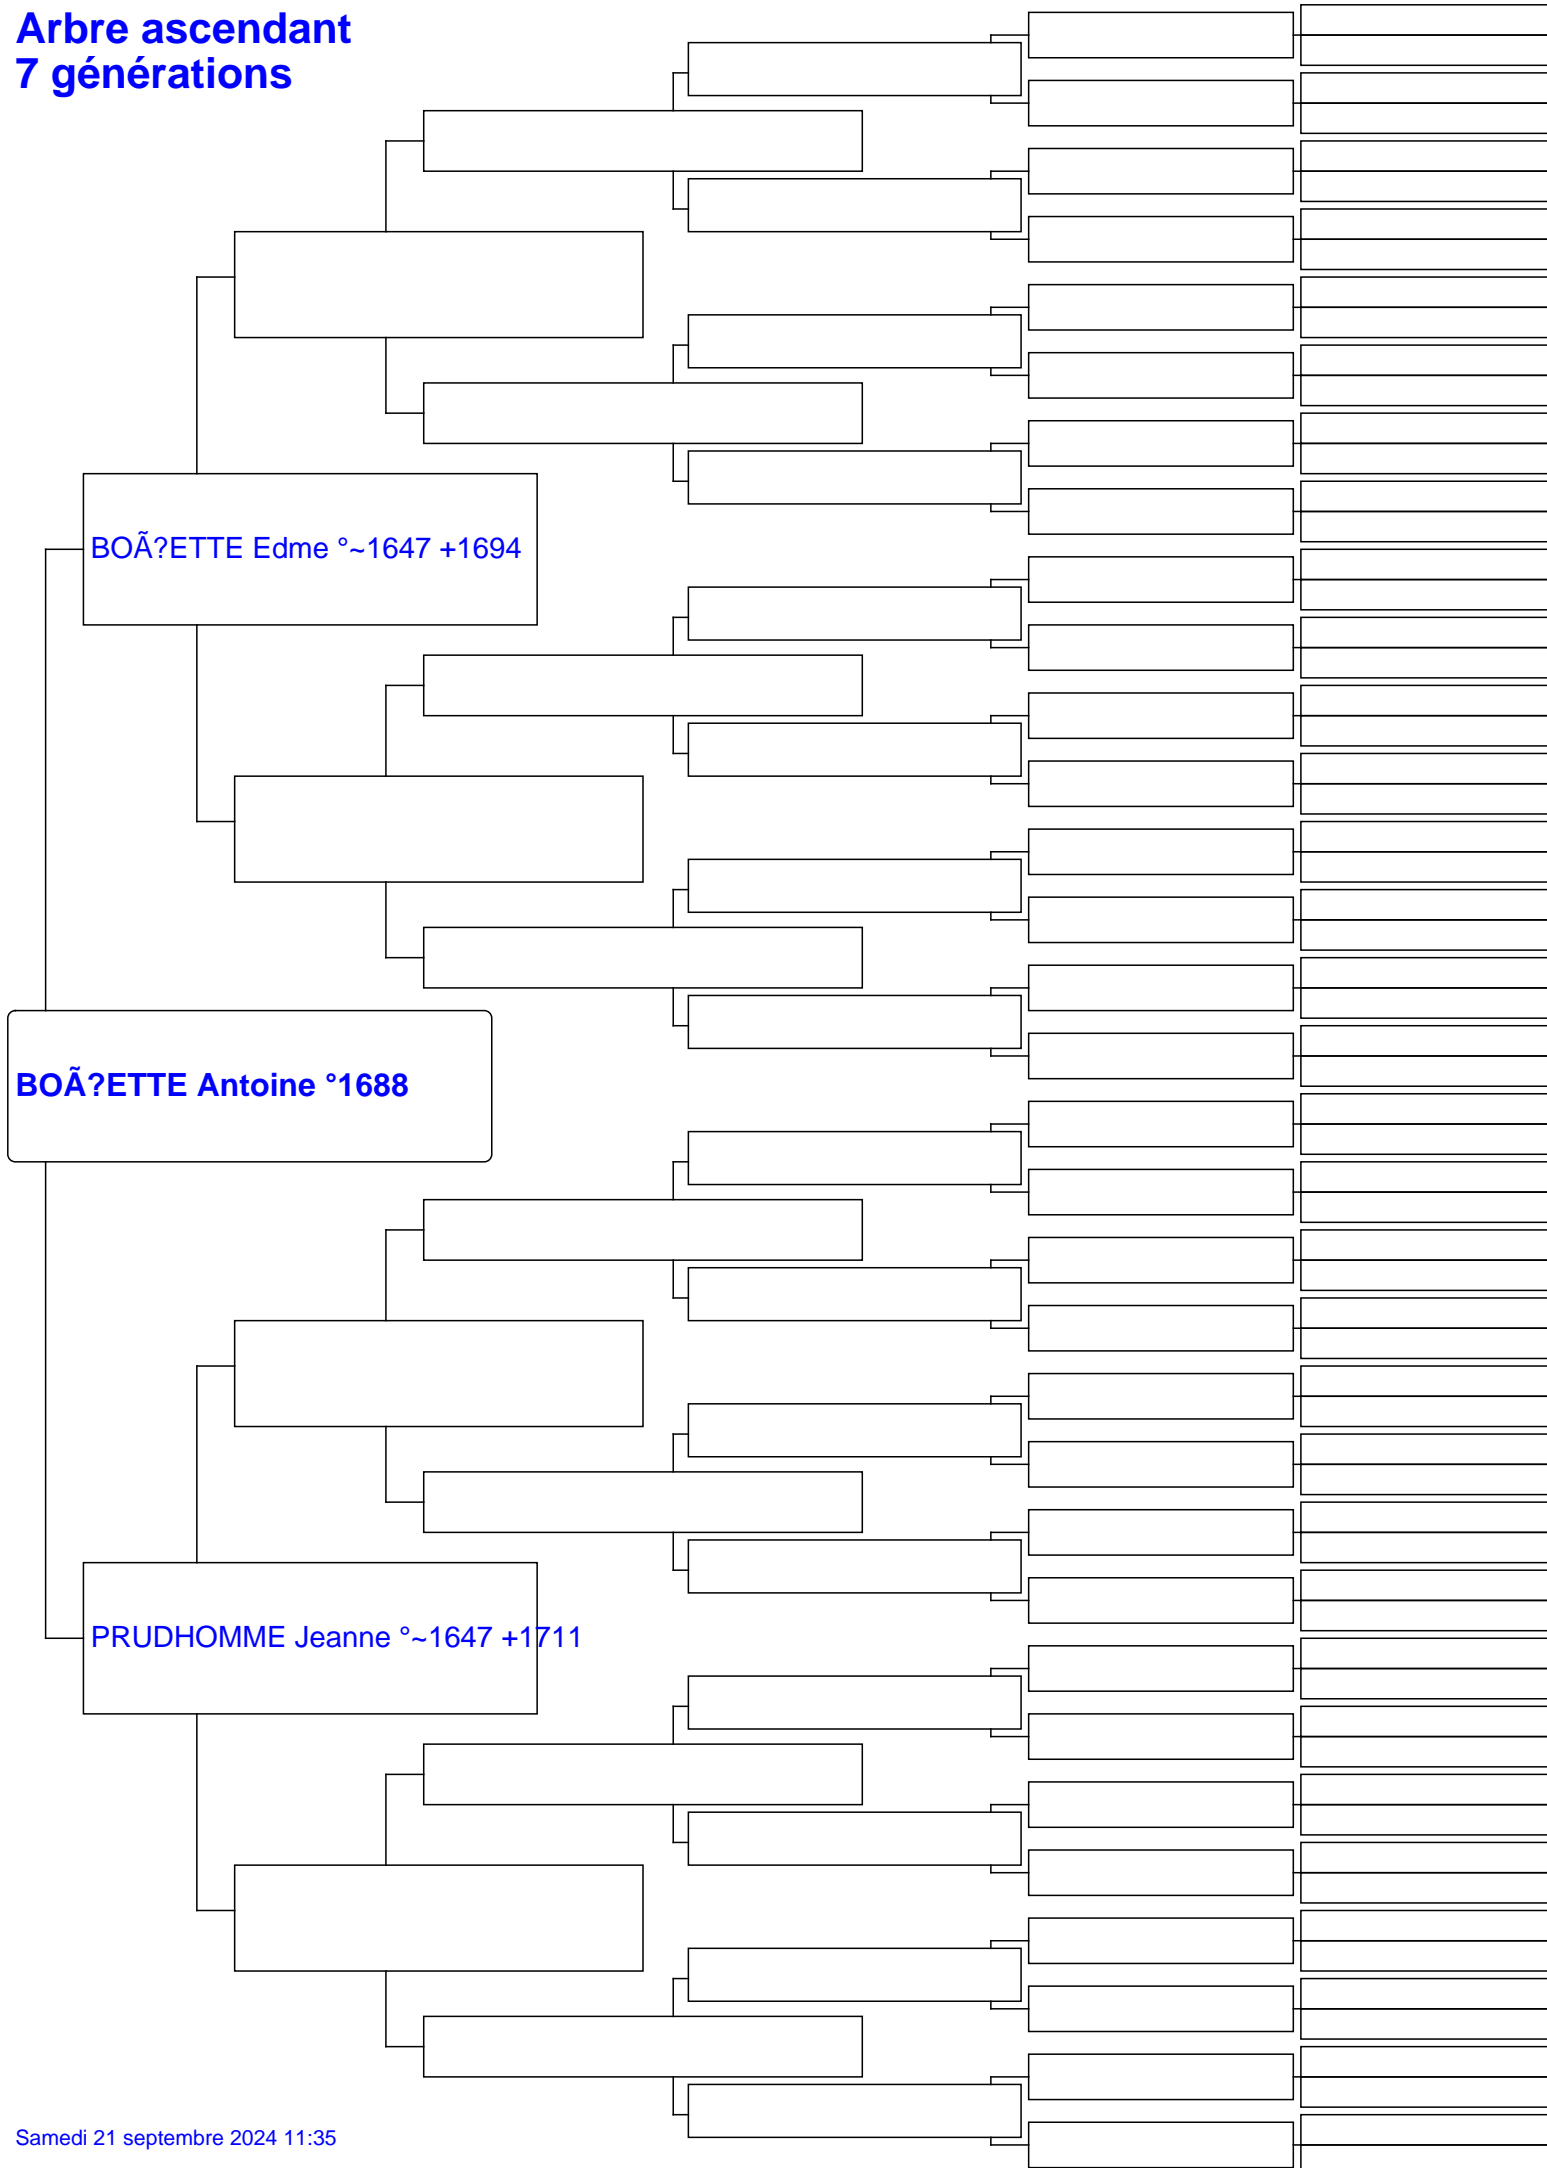 Arbre ascendant
7 générations
BOÃ?ETTE Edme °~1647 +1694
BOÃ?ETTE Antoine °1688
PRUDHOMME Jeanne °~1647 +1711
Samedi 21 septembre 2024 11:35